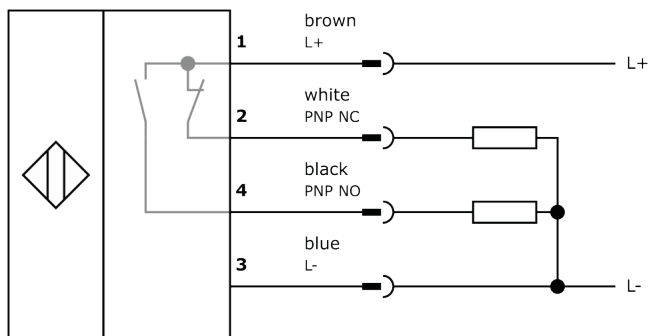 brown
1
L+
L+
white
2
PNP NC
black
4
PNP NO
blue
3
L-
L-